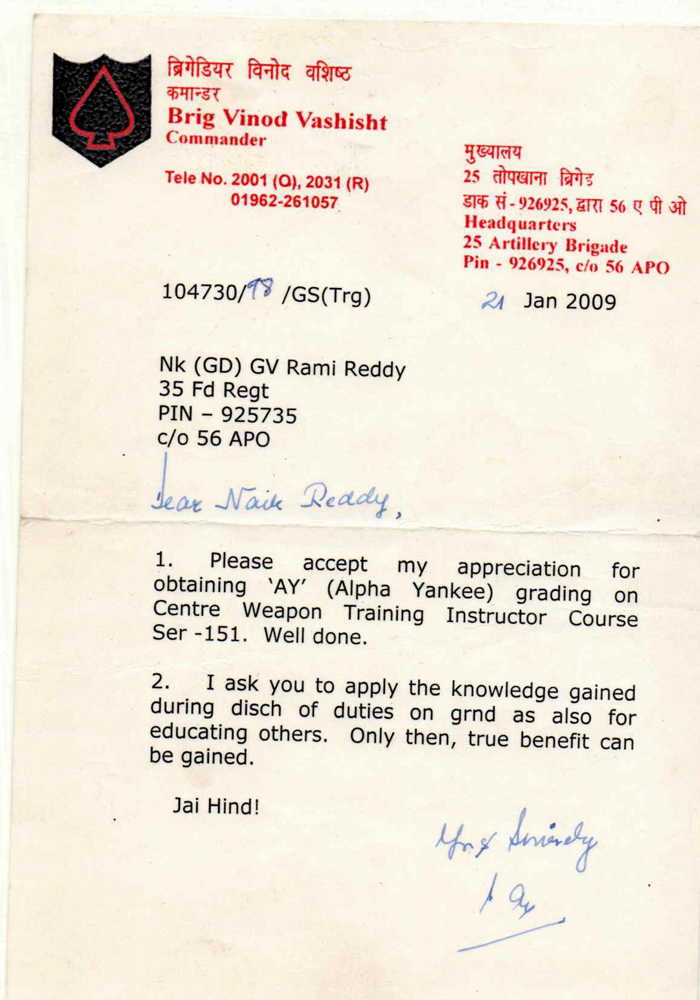 ब्रिगेडियर विनोद वशिष्ठ
कमान्डर
Brig Vinod Vashisht
Commander
Tele No. 2001 (O), 2031 (R)
01962-261057
मुख्यालय
25 तोपखाना ब्रिगेड
डाक सं - 926925, द्वारा 56 ए पी ओ
Headquarters
25 Artillery Brigade
Pin - 926925, c/o 56 APO
104730/98 /GS(Trg)
21 Jan 2009
Nk (GD) GV Rami Reddy
35 Fd Regt
PIN – 925735
c/o 56 APO
Dear Naik Reddy,
1. Please accept my appreciation for
obtaining ‘AY’ (Alpha Yankee) grading on
Centre Weapon Training Instructor Course
Ser -151. Well done.
2. I ask you to apply the knowledge gained
during disch of duties on grnd as also for
educating others. Only then, true benefit can
be gained.
Jai Hind!
Yours Sincerely